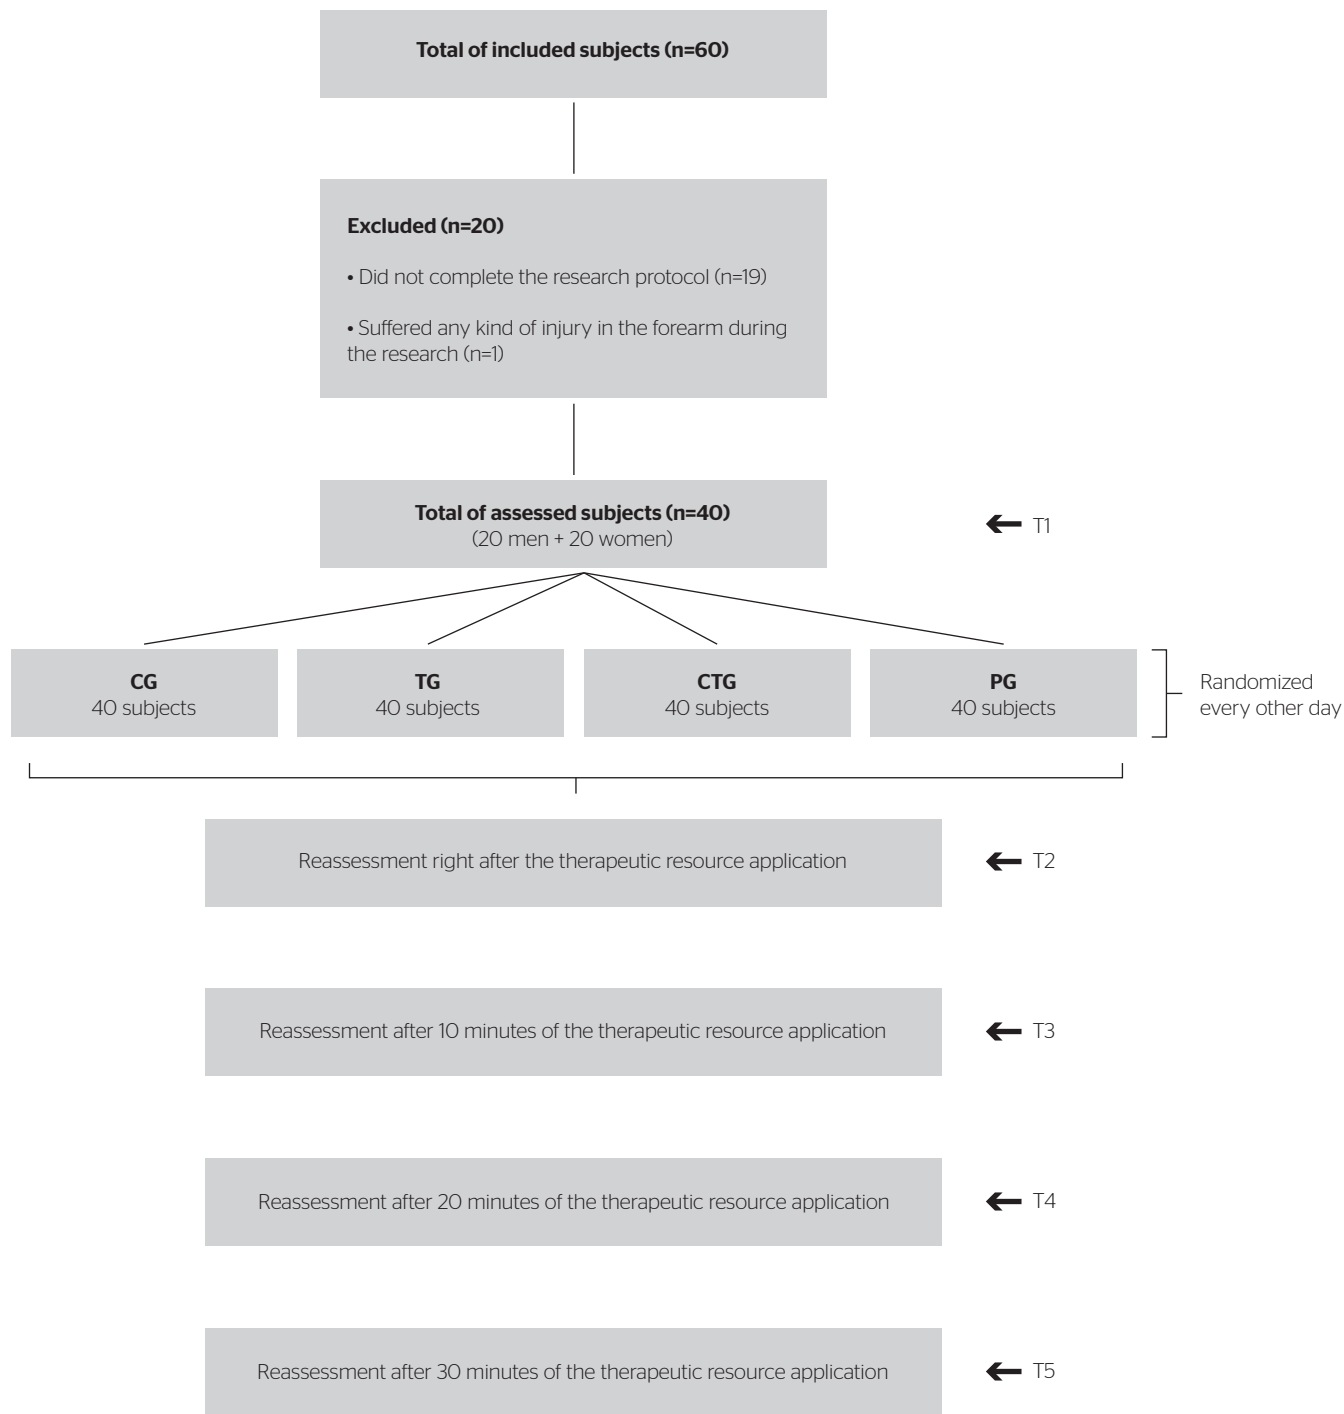 Total of included subjects (n=60)
Excluded (n=20)
• Did not complete the research protocol (n=19)
• Suffered any kind of injury in the forearm during
the research (n=1)
Total of assessed subjects (n=40)
(20 men + 20 women)
T1
CG
40 subjects
TG
40 subjects
CTG
40 subjects
PG
40 subjects
Randomized
every other day
Reassessment right after the therapeutic resource application
T2
Reassessment after 10 minutes of the therapeutic resource application
T3
Reassessment after 20 minutes of the therapeutic resource application
T4
Reassessment after 30 minutes of the therapeutic resource application
T5